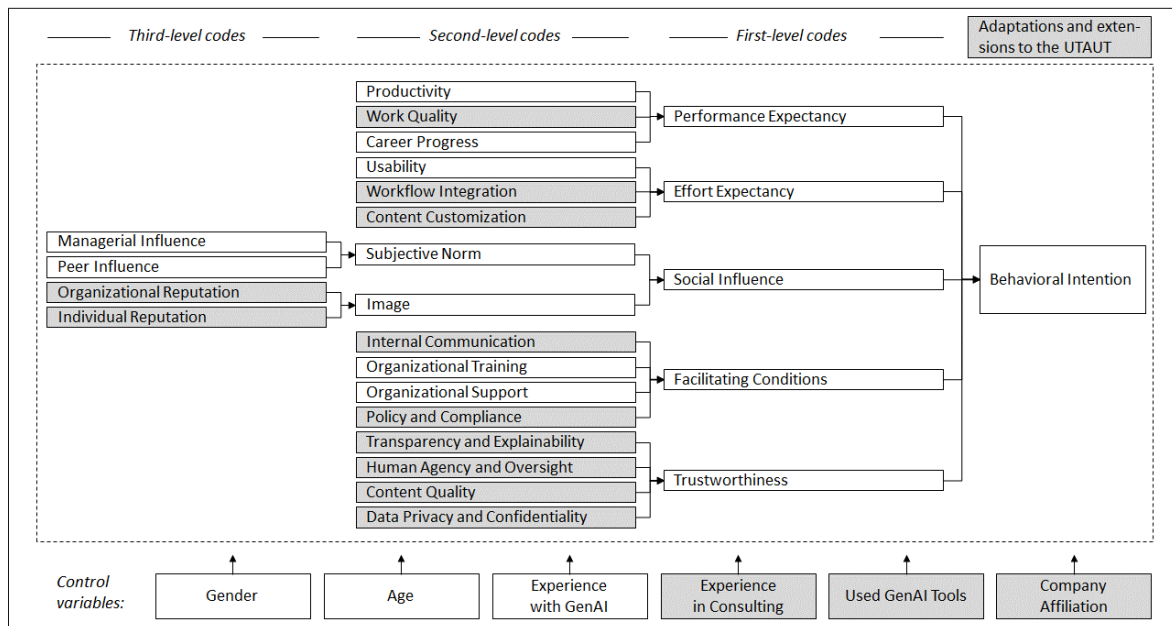 Third-level codes
Second-level codes
First-level codes
Adaptations and exten-
sions to the UTAUT
Productivity
Work Quality
Career Progress
Performance Expectancy
Usability
Workflow Integration
Content Customization
Effort Expectancy
Managerial Influence
Peer Influence
Organizational Reputation
Individual Reputation
Subjective Norm
Image
Social Influence
Behavioral Intention
Internal Communication
Organizational Training
Organizational Support
Policy and Compliance
Facilitating Conditions
Transparency and Explainability
Human Agency and Oversight
Content Quality
Data Privacy and Confidentiality
Trustworthiness
Control
variables:
Gender
Age
Experience
with GenAI
Experience
in Consulting
Used GenAI Tools
Company
Affiliation